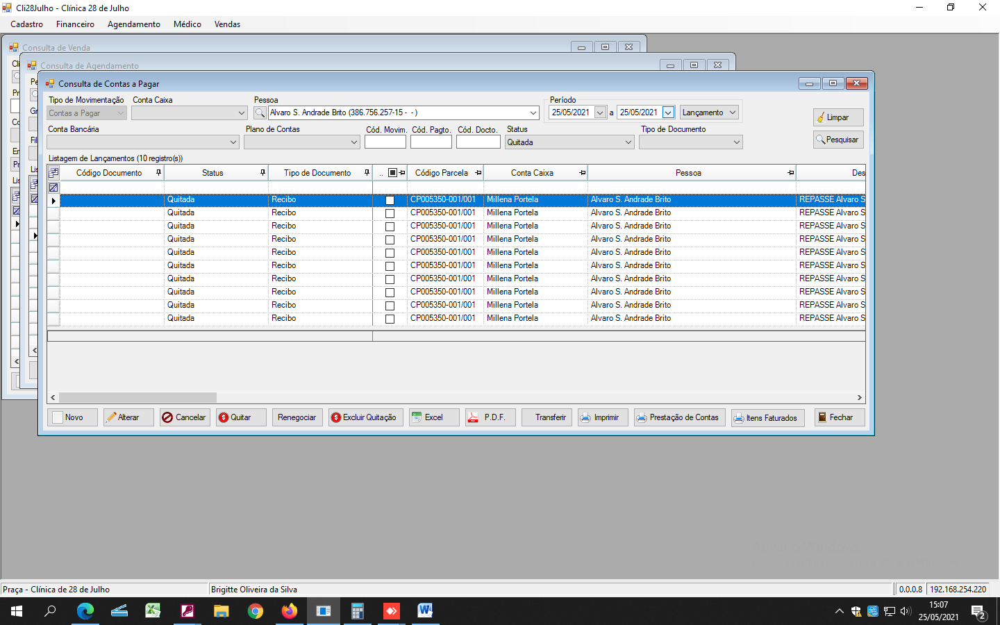 Cli28Julho - Clínica 28 de Julho
Cadastro Financeiro Agendamento Médico Vendas
Consulta de Venda
Consulta de Agendamento
Consulta de Contas a Pagar
Tipo de Movimentação Conta Caixa Pessoa Período
Contas a Pagar Alvaro S. Andrade Brito (386.756.257-15 - - ) 25/05/2021 a 25/05/2021 Lançamento Limpar
Conta Bancária Plano de Contas Cód. Movim. Cód. Pagto. Cód. Docto. Status Tipo de Documento
Quitada Pesquisar
Listagem de Lançamentos (10 registro(s))
Código Documento Status Tipo de Documento .. Código Parcela Conta Caixa Pessoa Des
Quitada Recibo CP005350-001/001 Millena Portela Alvaro S. Andrade Brito REPASSE Alvaro S
Quitada Recibo CP005350-001/001 Millena Portela Alvaro S. Andrade Brito REPASSE Alvaro S
Quitada Recibo CP005350-001/001 Millena Portela Alvaro S. Andrade Brito REPASSE Alvaro S
Quitada Recibo CP005350-001/001 Millena Portela Alvaro S. Andrade Brito REPASSE Alvaro S
Quitada Recibo CP005350-001/001 Millena Portela Alvaro S. Andrade Brito REPASSE Alvaro S
Quitada Recibo CP005350-001/001 Millena Portela Alvaro S. Andrade Brito REPASSE Alvaro S
Quitada Recibo CP005350-001/001 Millena Portela Alvaro S. Andrade Brito REPASSE Alvaro S
Quitada Recibo CP005350-001/001 Millena Portela Alvaro S. Andrade Brito REPASSE Alvaro S
Quitada Recibo CP005350-001/001 Millena Portela Alvaro S. Andrade Brito REPASSE Alvaro S
Quitada Recibo CP005350-001/001 Millena Portela Alvaro S. Andrade Brito REPASSE Alvaro S
Novo Alterar Cancelar Quitar Renegociar Excluir Quitação Excel P.D.F. Transferir Imprimir Prestação de Contas Itens Faturados Fechar
Praça - Clínica de 28 de Julho Brigitte Oliveira da Silva 0.0.0.8 192.168.254.220
15:07
25/05/2021 2